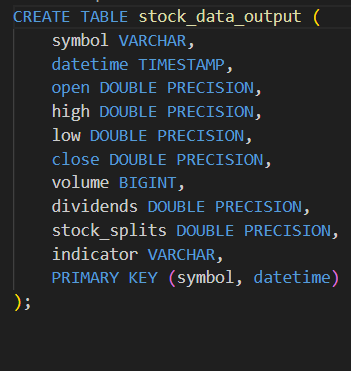 CREATE TABLE stock_data_output (
    symbol VARCHAR,
    datetime TIMESTAMP,
    open DOUBLE PRECISION,
    high DOUBLE PRECISION,
    low DOUBLE PRECISION,
    close DOUBLE PRECISION,
    volume BIGINT,
    dividends DOUBLE PRECISION,
    stock_splits DOUBLE PRECISION,
    indicator VARCHAR,
    PRIMARY KEY (symbol, datetime)
);